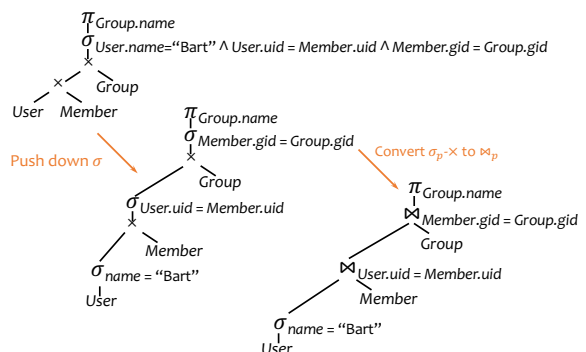 π Group.name
σ User.name="Bart" ∧ User.uid = Member.uid ∧ Member.gid = Group.gid
×
× Group
User Member
Push down σ
π Group.name
σ Member.gid = Group.gid
×
Group
σ User.uid = Member.uid
×
Member
σ name = "Bart"
User
Convert σp-× to ⋈p
π Group.name
⋈ Member.gid = Group.gid
Group
⋈ User.uid = Member.uid
Member
σ name = "Bart"
User